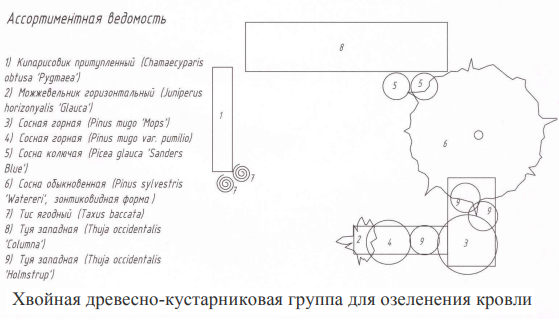 Ассортиментная ведомость
1) Кипарисовик притупленный (Chamaecyparis
obtusa 'Pygmaea')
2) Можжевельник горизонтальный (Juniperus
horizonyalis 'Glauca')
3) Сосна горная (Pinus mugo 'Mops')
4) Сосна горная (Pinus mugo var. pumilio)
5) Сосна колючая (Picea glauca 'Sanders
Blue')
6) Сосна обыкновенная (Pinus sylvestris
'Watereri', зонтиковидная форма )
7) Тис ягодный (Taxus baccata)
8) Туя западная (Thuja occidentalis
'Columna')
9) Туя западная (Thuja occidentalis
'Holmstrup')
8
5 5
1
6
7
7
9
9
2 4 9 3
Хвойная древесно-кустарниковая группа для озеленения кровли